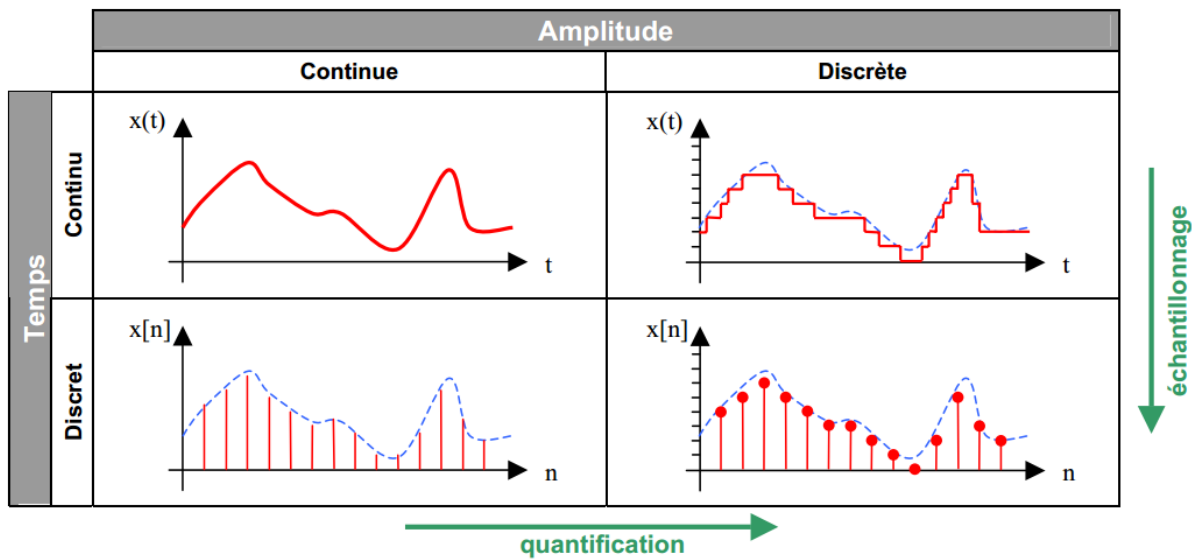 Amplitude
Continue
Discrète
Temps
Continu
x(t)
t
x(t)
t
échantillonnage
Discret
x[n]
n
x[n]
n
quantification